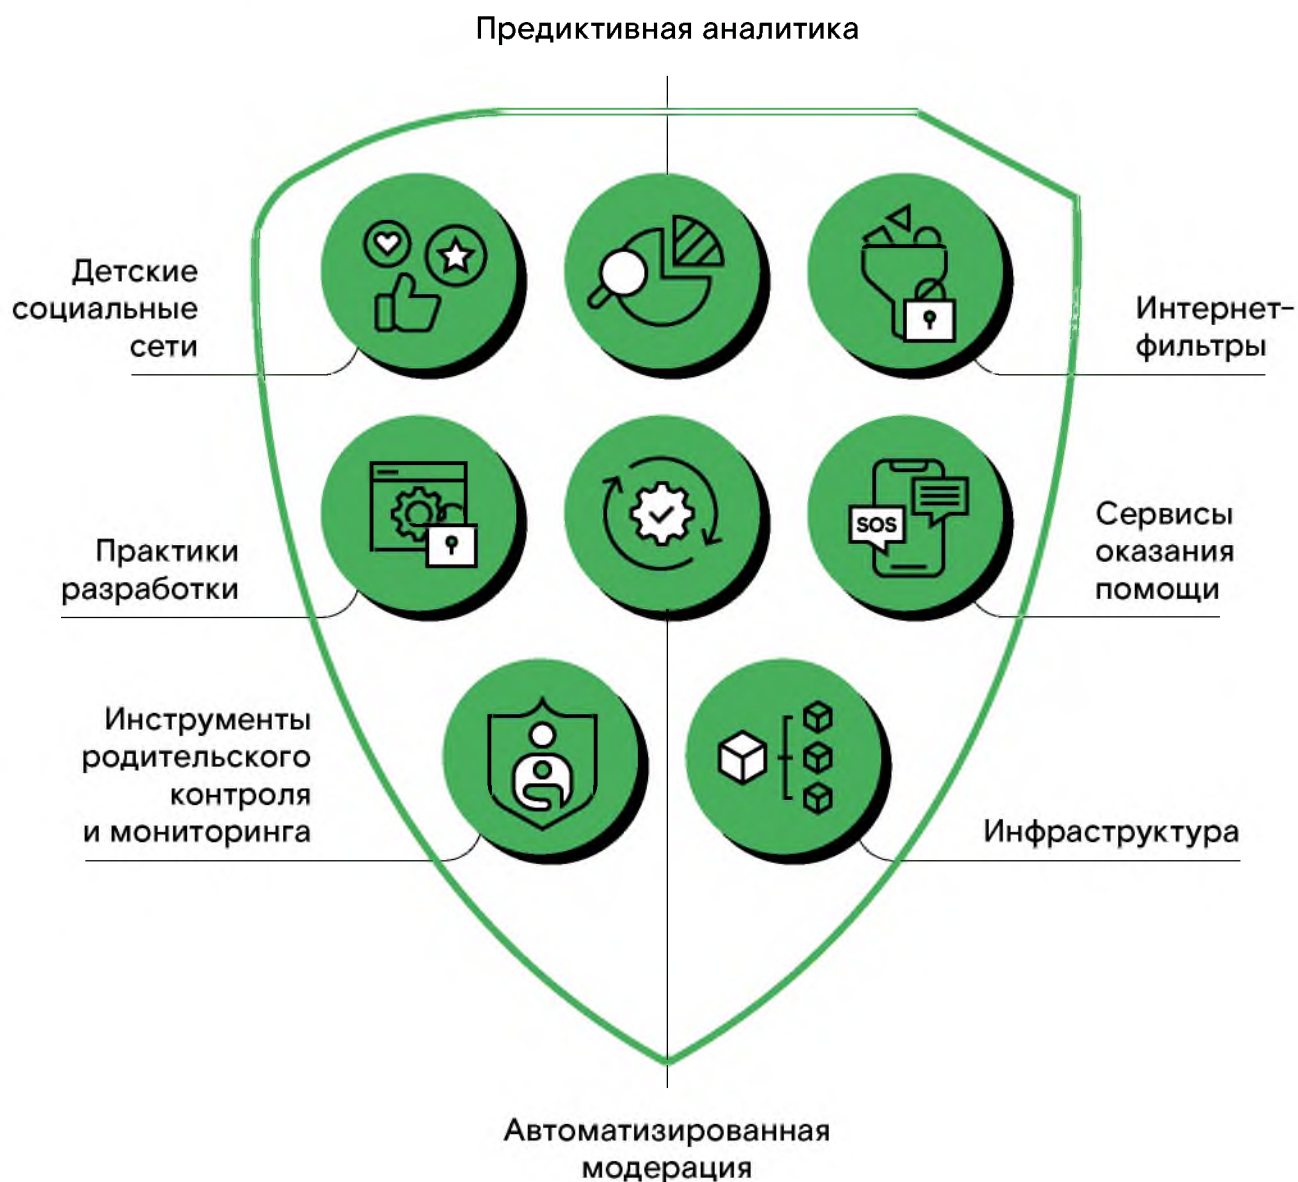 Предиктивная аналитика
Детские
социальные
сети
Интернет-
фильтры
Практики
разработки
SOS
Сервисы
оказания
помощи
Инструменты
родительского
контроля
и мониторинга
Инфраструктура
Автоматизированная
модерация